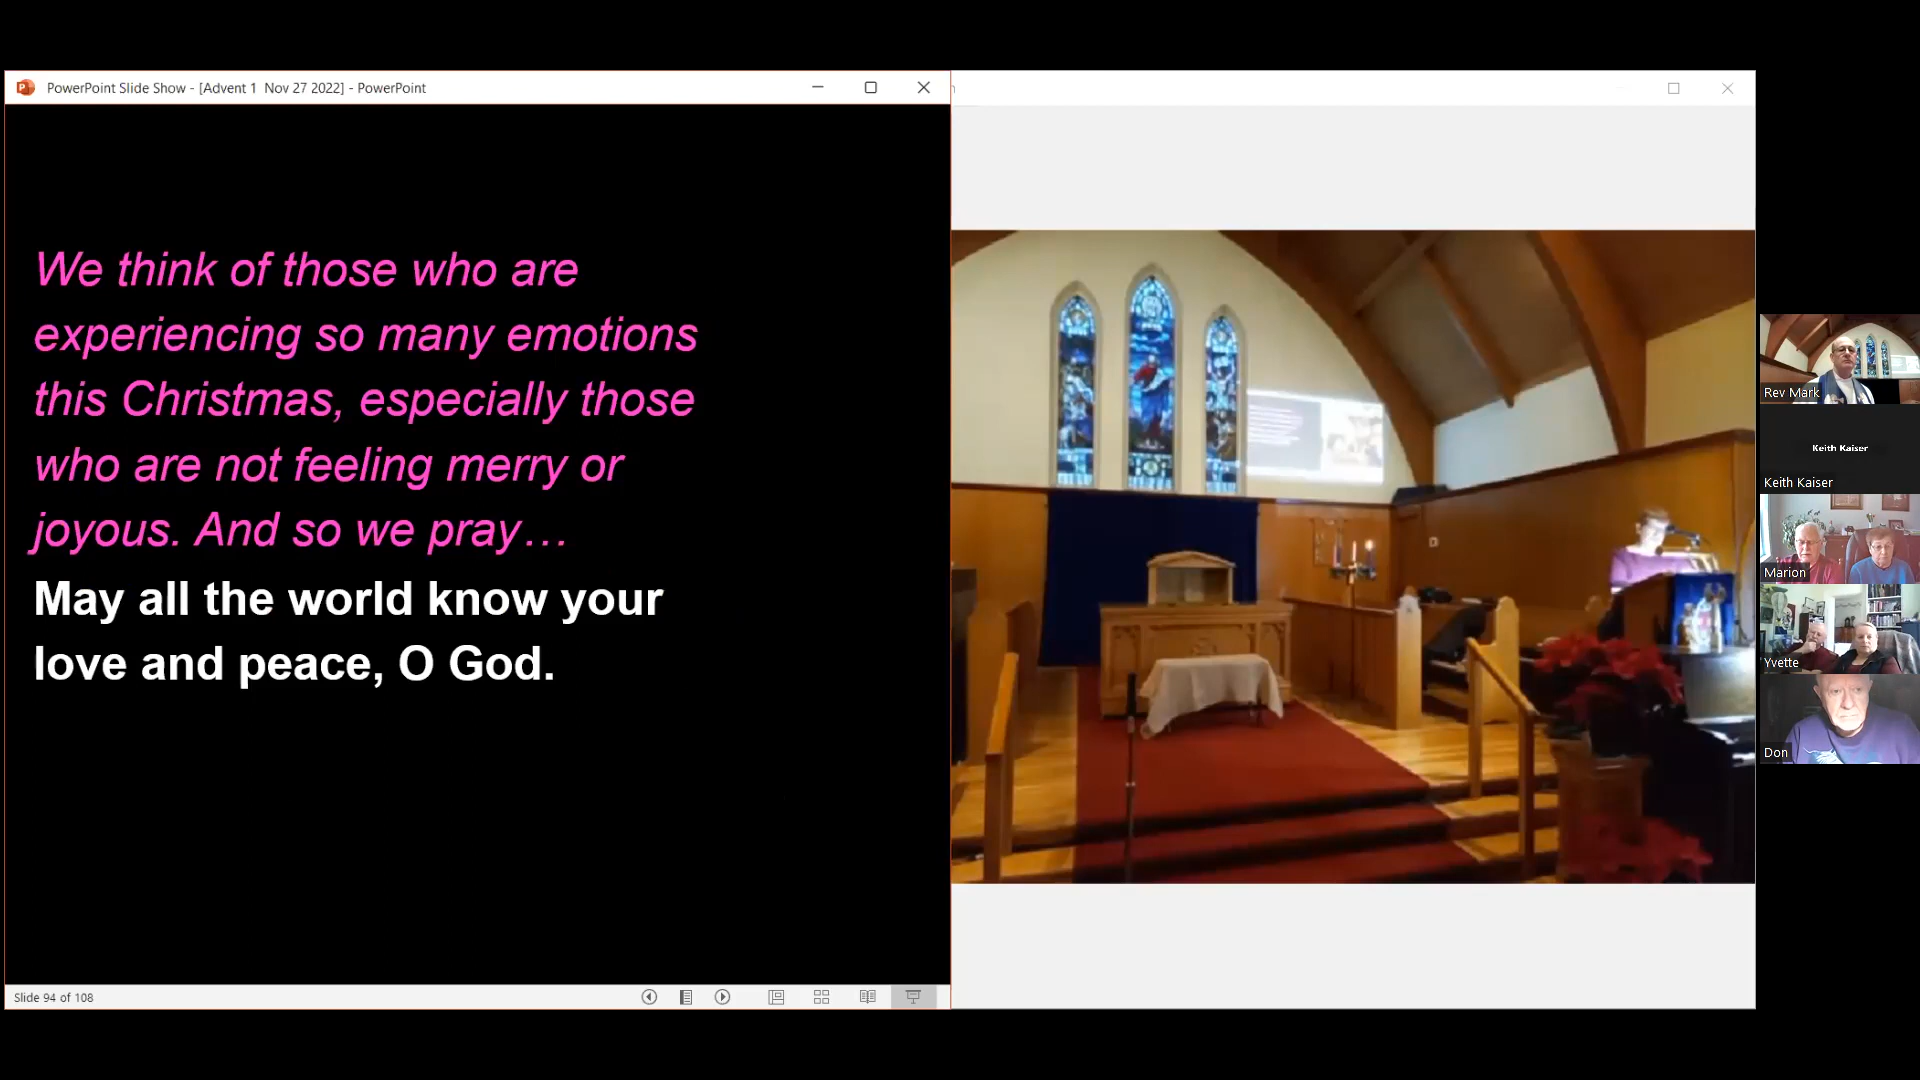 PowerPoint Slide Show - [Advent 1  Nov 27 2022] - PowerPoint
We think of those who are
experiencing so many emotions
this Christmas, especially those
who are not feeling merry or
joyous. And so we pray…
May all the world know your
love and peace, O God.
Slide 94 of 108
Rev Mark
Keith Kaiser
Keith Kaiser
Marion
Yvette
Don